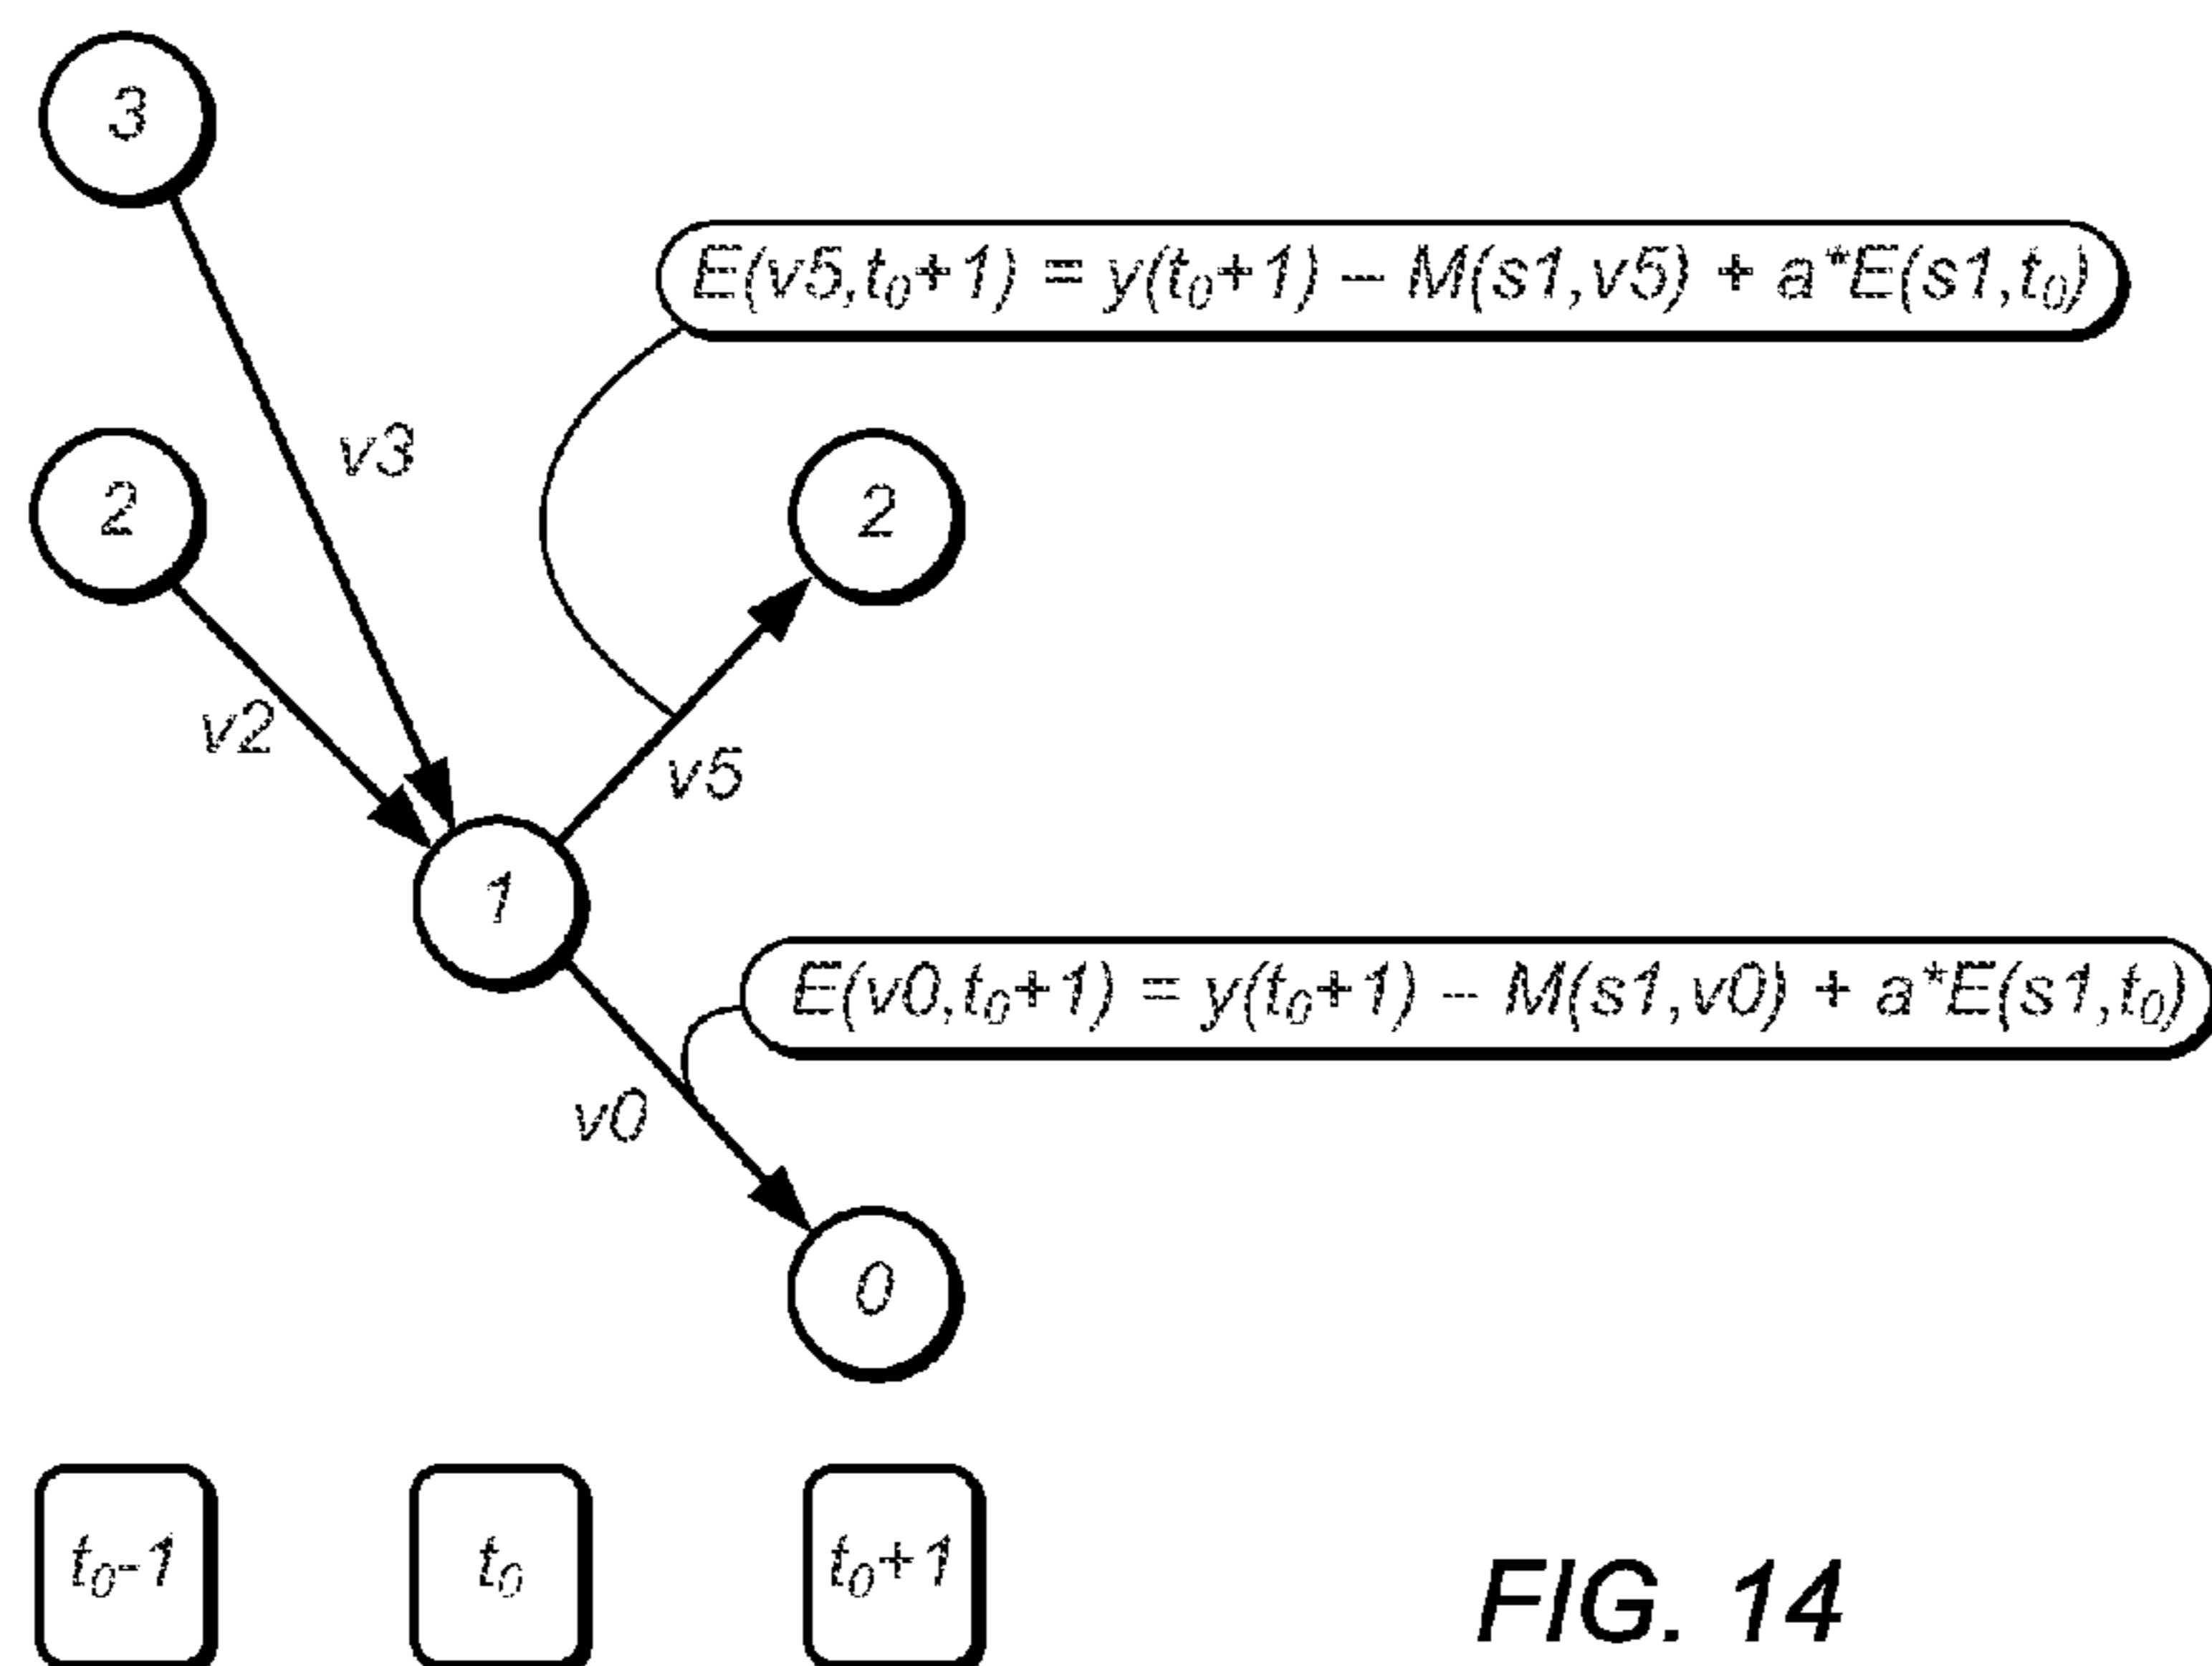 3
E(v5,t₀+1) = y(t₀+1) – M(s1,v5) + a*E(s1,t₀)
v3
2
2
v2
v5
1
E(v0,t₀+1) = y(t₀+1) – M(s1,v0) + a*E(s1,t₀)
v0
0
t₀-1
t₀
t₀+1
FIG. 14